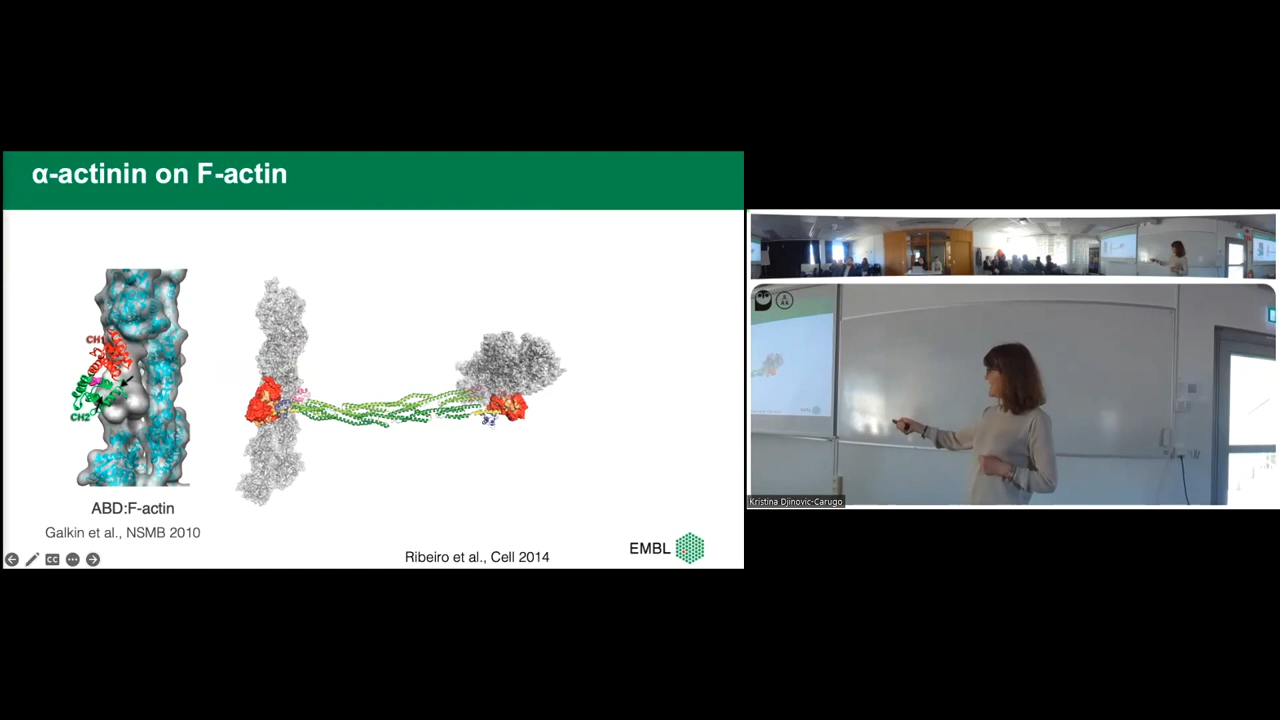 α-actinin on F-actin
CH1
CH2
ABD:F-actin
Galkin et al., NSMB 2010
Ribeiro et al., Cell 2014
EMBL
CC
Kristina Djinovic-Carugo